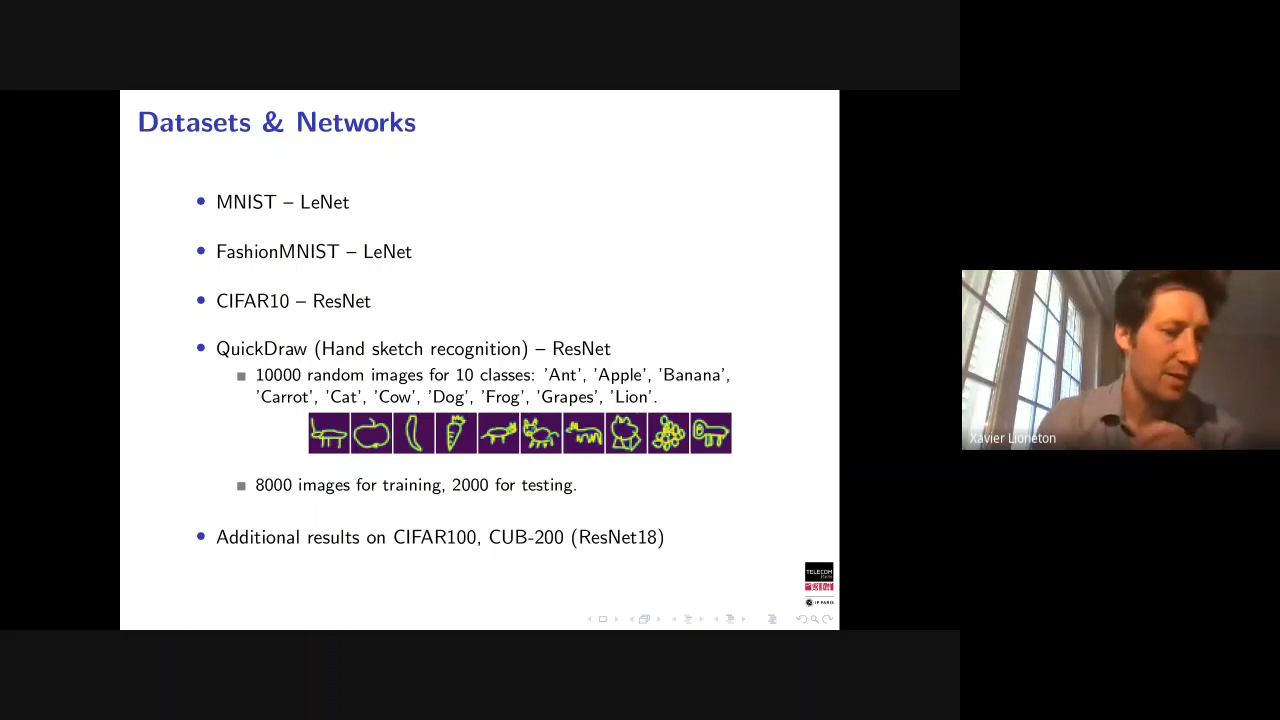 Datasets & Networks
MNIST – LeNet
FashionMNIST – LeNet
CIFAR10 – ResNet
QuickDraw (Hand sketch recognition) – ResNet
10000 random images for 10 classes: 'Ant', 'Apple', 'Banana',
'Carrot', 'Cat', 'Cow', 'Dog', 'Frog', 'Grapes', 'Lion'.
8000 images for training, 2000 for testing.
Additional results on CIFAR100, CUB-200 (ResNet18)
TELECOM
Paris
IP PARIS
Xavier Lioneton